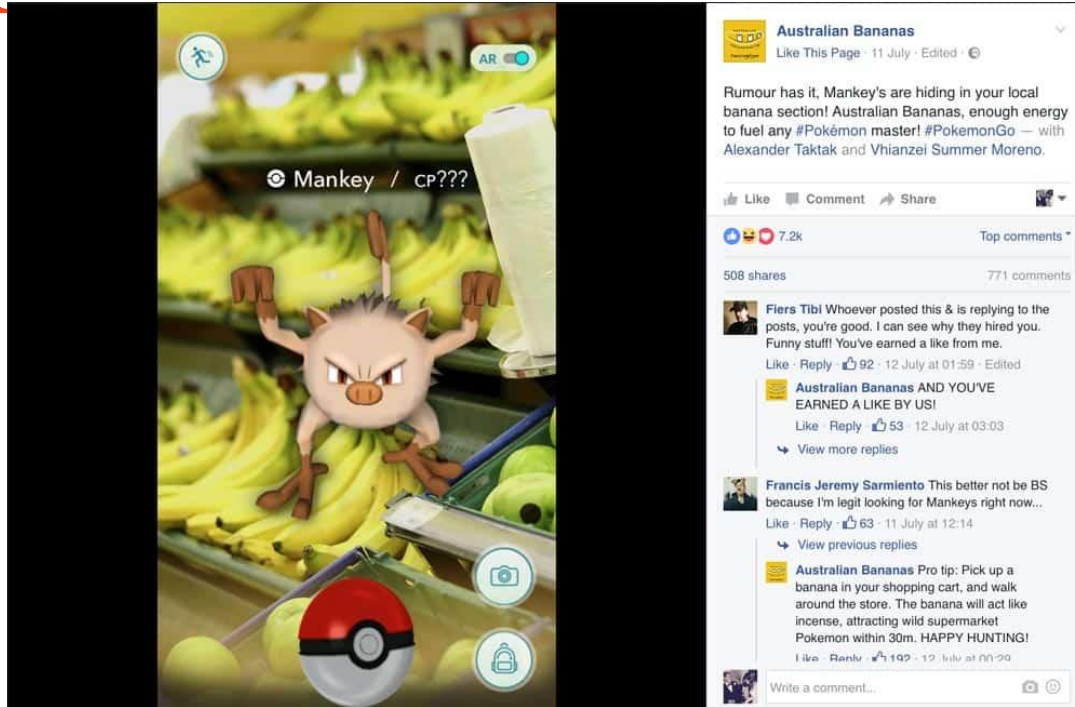 AR
Mankey / CP???
Australian Bananas
Like This Page · 11 July · Edited ·
Rumour has it, Mankey's are hiding in your local
banana section! Australian Bananas, enough energy
to fuel any #Pokémon master! #PokemonGo — with
Alexander Taktak and Vhianzei Summer Moreno.
Like Comment Share
7.2k Top comments
508 shares 771 comments
Fiers Tibi Whoever posted this & is replying to the
posts, you're good. I can see why they hired you.
Funny stuff! You've earned a like from me.
Like · Reply · 92 · 12 July at 01:59 · Edited
Australian Bananas AND YOU'VE
EARNED A LIKE BY US!
Like · Reply · 53 · 12 July at 03:03
View more replies
Francis Jeremy Sarmiento This better not be BS
because I'm legit looking for Mankeys right now...
Like · Reply · 63 · 11 July at 12:14
View previous replies
Australian Bananas Pro tip: Pick up a
banana in your shopping cart, and walk
around the store. The banana will act like
incense, attracting wild supermarket
Pokemon within 30m. HAPPY HUNTING!
Like · Reply · 192 · 12 July at 00:29
Write a comment...